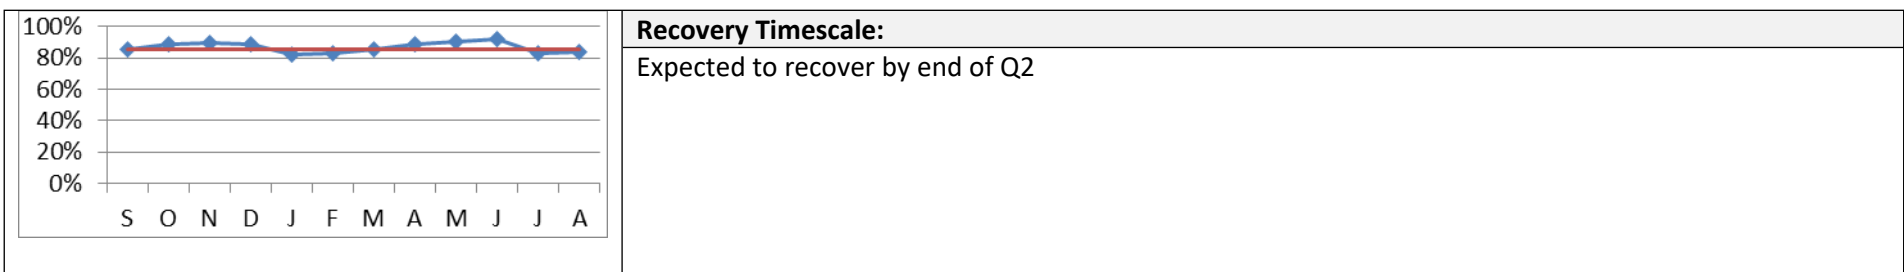 100%
80%
60%
40%
20%
0%
S O N D J F M A M J J A
Recovery Timescale:
Expected to recover by end of Q2